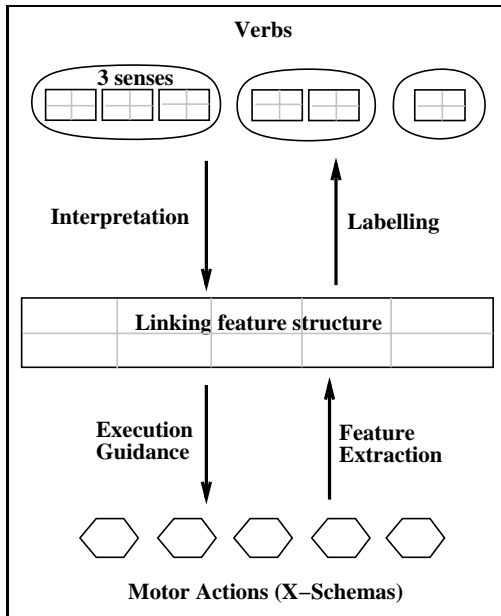 Verbs
3 senses
Interpretation
Labelling
Linking feature structure
Execution
Guidance
Feature
Extraction
Motor Actions (X–Schemas)